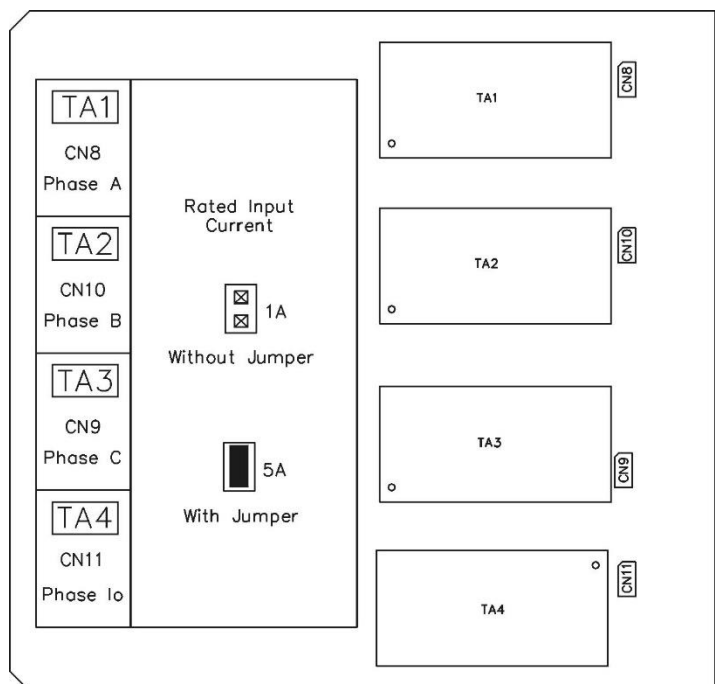 TA1
CN8
Phase A
TA2
CN10
Phase B
TA3
CN9
Phase C
TA4
CN11
Phase Io
Rated Input
Current
1A
Without Jumper
5A
With Jumper
TA1
CN8
TA2
CN10
TA3
CN9
TA4
CN11